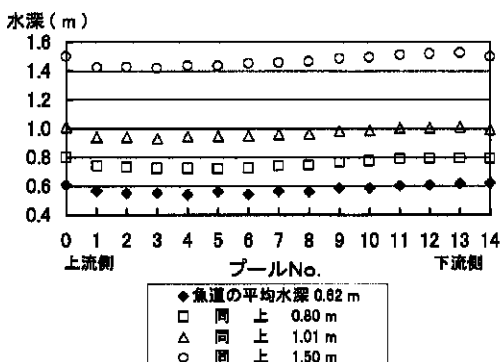 水深(m)
1.6
1.4
1.2
1.0
0.8
0.6
0.4
0 1 2 3 4 5 6 7 8 9 10 11 12 13 14
上流側 プールNo. 下流側
◆ 魚道の平均水深 0.62 m
□ 同 上 0.80 m
△ 同 上 1.01 m
○ 同 上 1.50 m